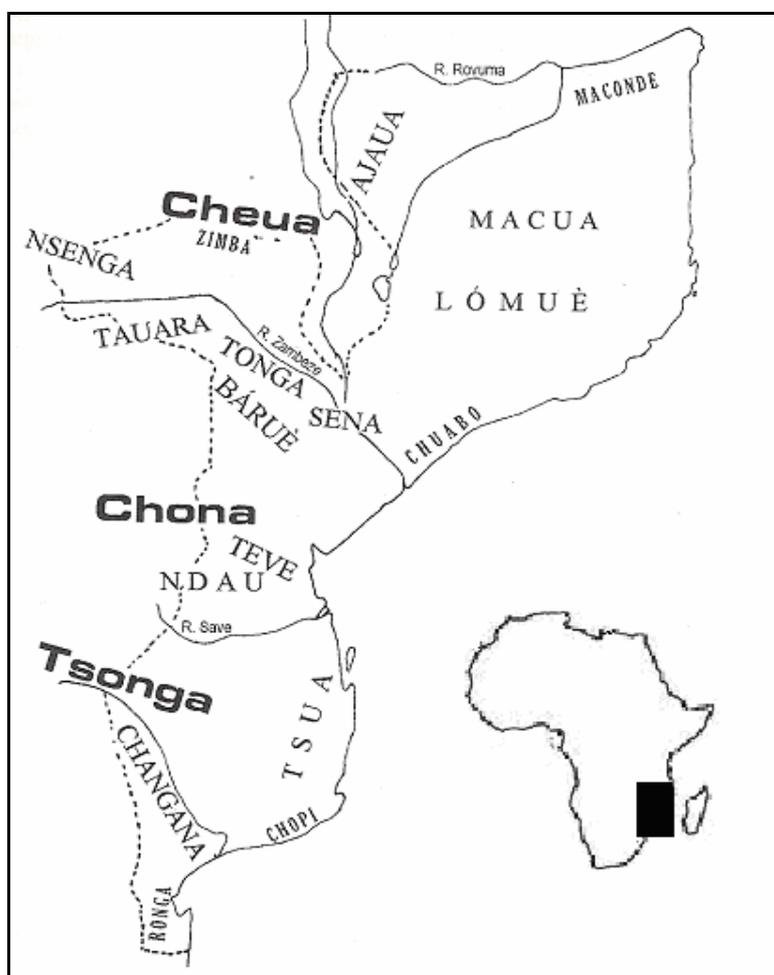 R. Rovuma
MACONDE
AJAUA
Cheua
ZIMBA
MACUA
NSENGA
LÓMUÈ
TAUARA
R. Zambeze
TONGA
BÁRUÈ
SENA
CHUABO
Chona
TEVE
NDAU
R. Save
Tsonga
TSUA
CHANGANA
CHOPI
RONGA